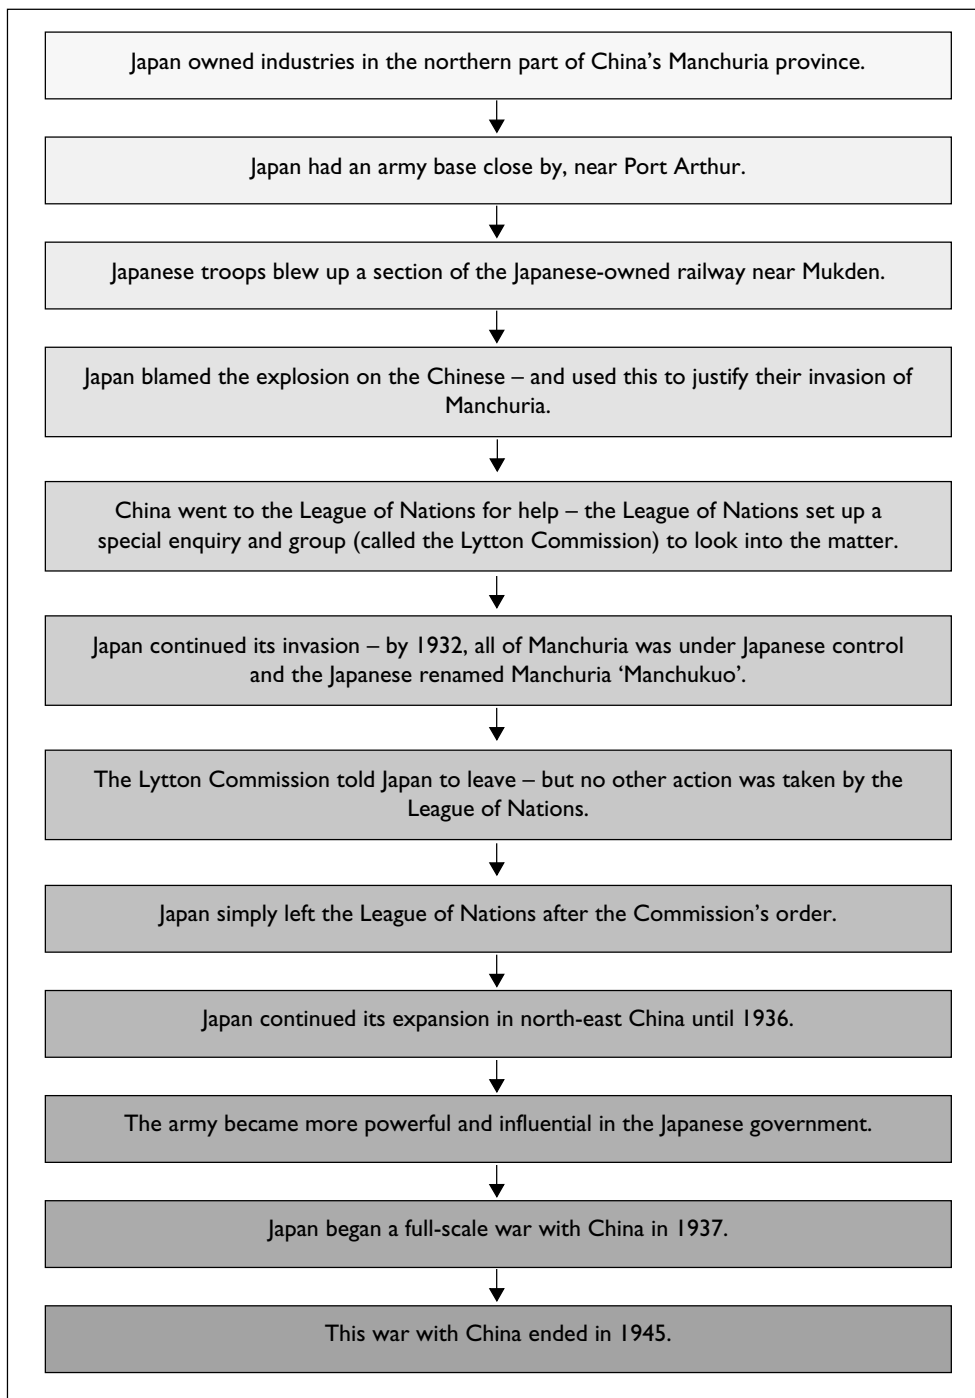 Japan owned industries in the northern part of China’s Manchuria province.
Japan had an army base close by, near Port Arthur.
Japanese troops blew up a section of the Japanese-owned railway near Mukden.
Japan blamed the explosion on the Chinese – and used this to justify their invasion of
Manchuria.
China went to the League of Nations for help – the League of Nations set up a
special enquiry and group (called the Lytton Commission) to look into the matter.
Japan continued its invasion – by 1932, all of Manchuria was under Japanese control
and the Japanese renamed Manchuria ‘Manchukuo’.
The Lytton Commission told Japan to leave – but no other action was taken by the
League of Nations.
Japan simply left the League of Nations after the Commission’s order.
Japan continued its expansion in north-east China until 1936.
The army became more powerful and influential in the Japanese government.
Japan began a full-scale war with China in 1937.
This war with China ended in 1945.